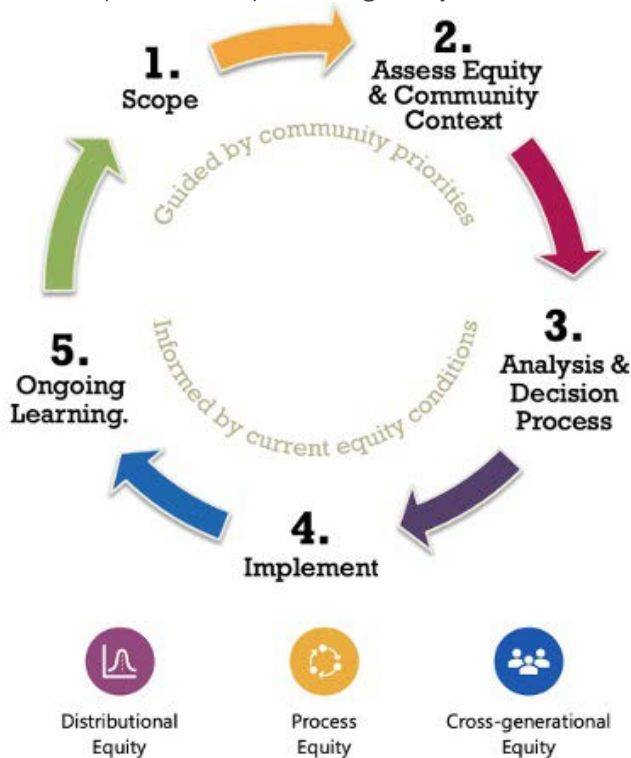 1.
Scope
2.
Assess Equity
& Community
Context
Guided by community priorities
3.
Analysis &
Decision
Process
Informed by current equity conditions
4.
Implement
5.
Ongoing
Learning.
Distributional
Equity
Process
Equity
Cross-generational
Equity